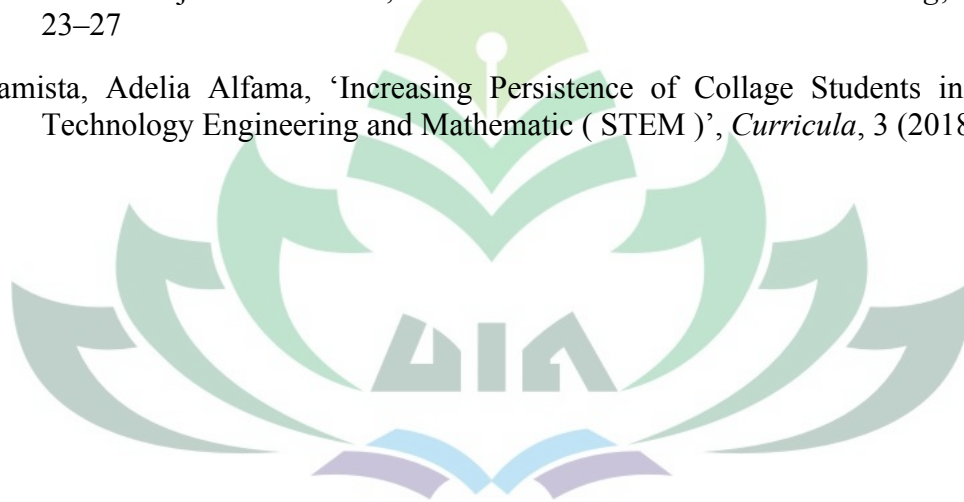 23–27
amista, Adelia Alfama, ‘Increasing Persistence of Collage Students in
Technology Engineering and Mathematic ( STEM )’, Curricula, 3 (2018
UIN